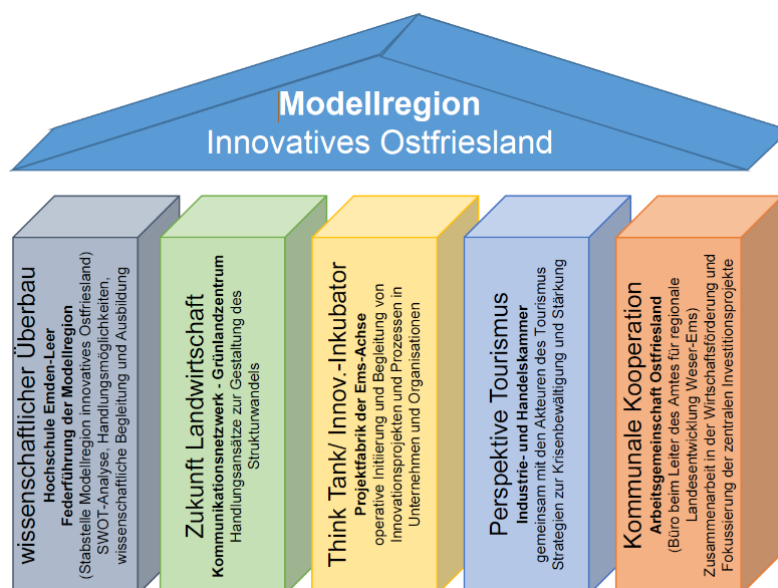 Modellregion
Innovatives Ostfriesland
wissenschaftlicher Überbau
Hochschule Emden-Leer
Federführung der Modellregion
(Stabstelle Modellregion innovatives Ostfriesland)
SWOT-Analyse, Handlungsmöglichkeiten,
wissenschaftliche Begleitung und Ausbildung
Zukunft Landwirtschaft
Kommunikationsnetzwerk - Grünlandzentrum
Handlungsansätze zur Gestaltung des
Strukturwandels
Think Tank/ Innov.-Inkubator
Projektfabrik der Ems-Achse
operative Initiierung und Begleitung von
Innovationsprojekten und Prozessen in
Unternehmen und Organisationen
Perspektive Tourismus
Industrie- und Handelskammer
gemeinsam mit den Akteuren des Tourismus
Strategien zur Krisenbewältigung und Stärkung
Kommunale Kooperation
Arbeitsgemeinschaft Ostfriesland
(Büro beim Leiter des Amtes für regionale
Landesentwicklung Weser-Ems)
Zusammenarbeit in der Wirtschaftsförderung und
Fokussierung der zentralen Investitionsprojekte